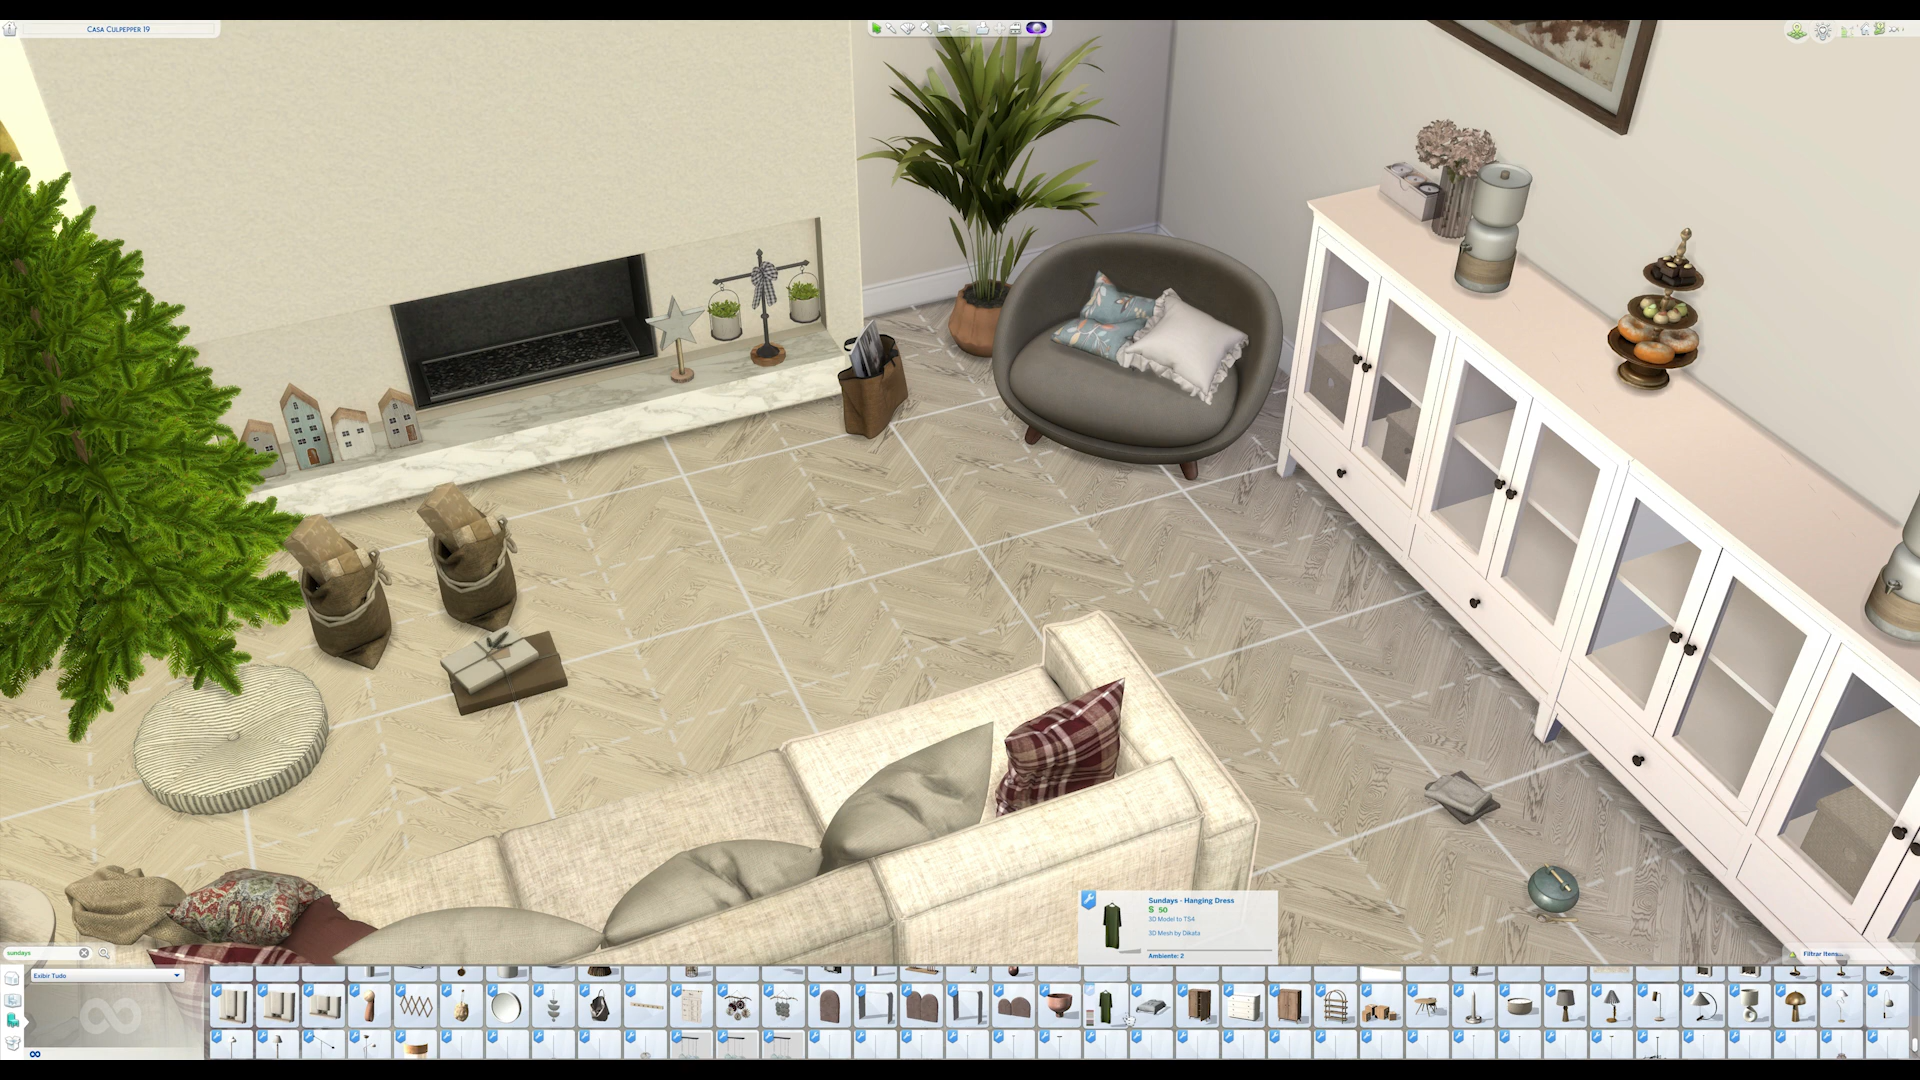 CASA CULPEPPER 19
Sundays - Hanging Dress
$ 50
3D Model to TS4
3D Mesh by Dikata
Ambiente: 2
sundays
Filtrar Itens...
Exibir Tudo